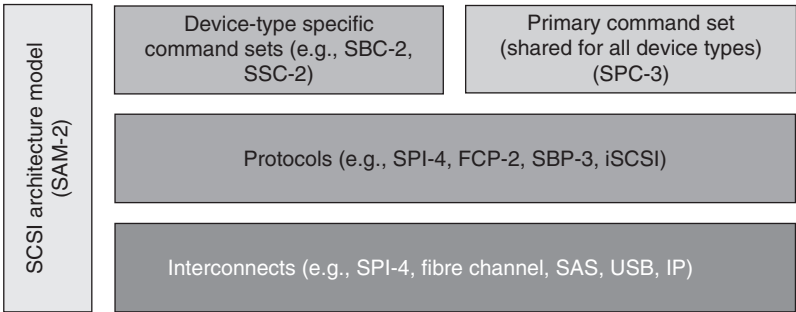 SCSI architecture model
(SAM-2)
Device-type specific
command sets (e.g., SBC-2,
SSC-2)
Primary command set
(shared for all device types)
(SPC-3)
Protocols (e.g., SPI-4, FCP-2, SBP-3, iSCSI)
Interconnects (e.g., SPI-4, fibre channel, SAS, USB, IP)